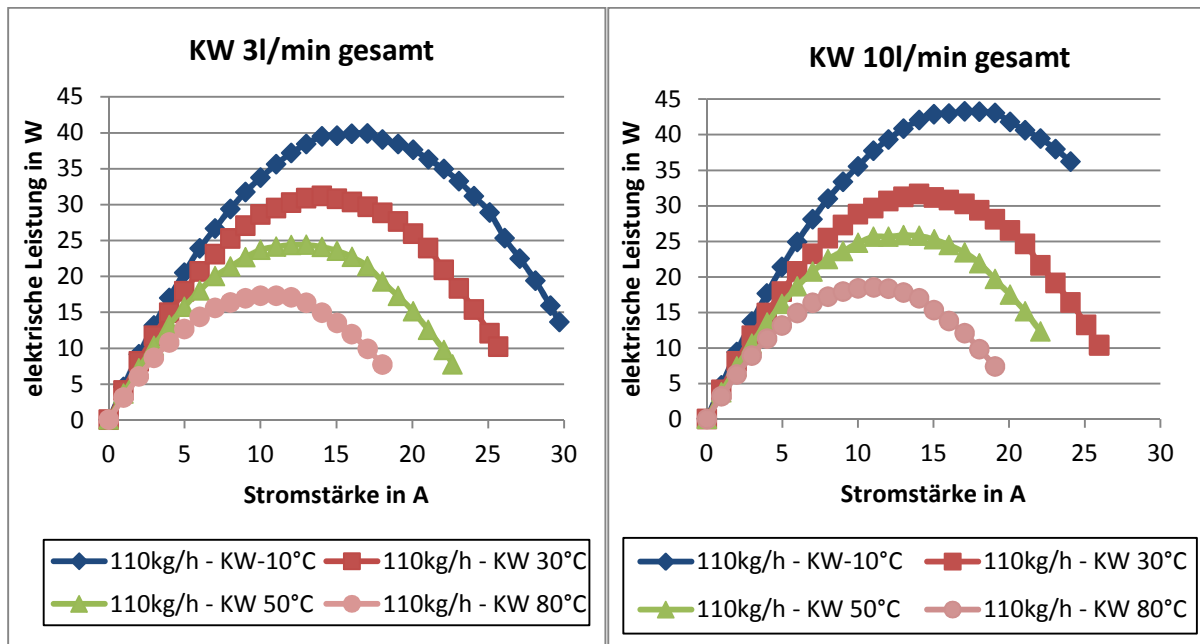 KW 3l/min gesamt
elektrische Leistung in W
45
40
35
30
25
20
15
10
5
0
0 5 10 15 20 25 30
Stromstärke in A
110kg/h - KW-10°C 110kg/h - KW 30°C
110kg/h - KW 50°C 110kg/h - KW 80°C
KW 10l/min gesamt
elektrische Leistung in W
45
40
35
30
25
20
15
10
5
0
0 5 10 15 20 25 30
Stromstärke in A
110kg/h - KW-10°C 110kg/h - KW 30°C
110kg/h - KW 50°C 110kg/h - KW 80°C